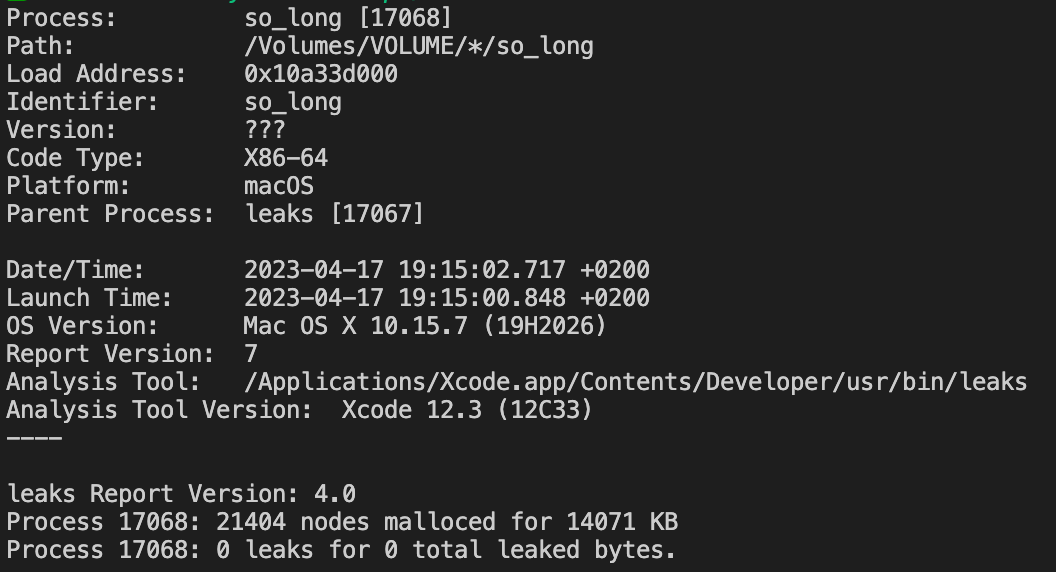 Process: so_long [17068]
Path: /Volumes/VOLUME/*/so_long
Load Address: 0x10a33d000
Identifier: so_long
Version: ???
Code Type: X86-64
Platform: macOS
Parent Process: leaks [17067]
Date/Time: 2023-04-17 19:15:02.717 +0200
Launch Time: 2023-04-17 19:15:00.848 +0200
OS Version: Mac OS X 10.15.7 (19H2026)
Report Version: 7
Analysis Tool: /Applications/Xcode.app/Contents/Developer/usr/bin/leaks
Analysis Tool Version: Xcode 12.3 (12C33)
----
leaks Report Version: 4.0
Process 17068: 21404 nodes malloced for 14071 KB
Process 17068: 0 leaks for 0 total leaked bytes.